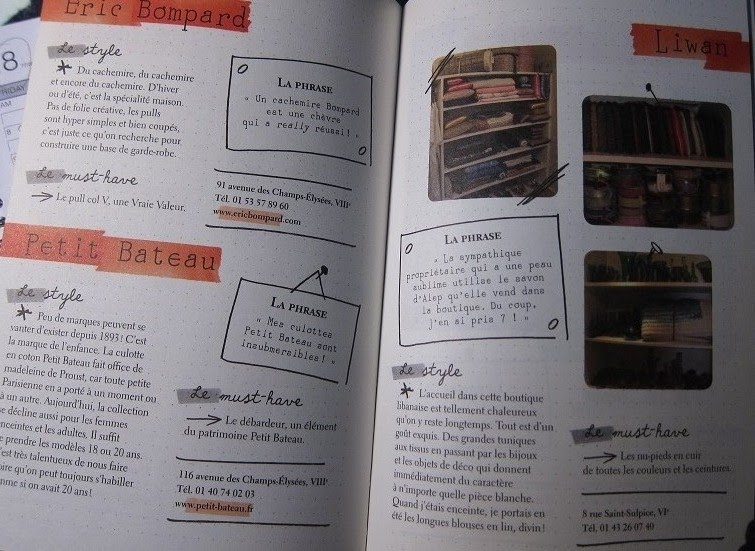 Eric Bompard
Le style
* Du cachemire, du cachemire
et encore du cachemire. D'hiver
ou d'été, c'est la spécialité maison.
Pas de folie créative, les pulls
sont hyper simples et bien coupés,
c'est juste ce qu'on recherche pour
construire une base de garde-robe.
Le must-have
→ Le pull col V, une Vraie Valeur.
LA PHRASE
« Un cachemire Bompard
est une chèvre
qui a really réussi ! »
91 avenue des Champs-Élysées, VIIIe
Tél. 01 53 57 89 60
www.ericbompard.com
Petit Bateau
Le style
* Peu de marques peuvent se
vanter d'exister depuis 1893 ! C'est
la marque de l'enfance. La culotte
en coton Petit Bateau fait office de
madeleine de Proust, car toute petite
Parisienne en a porté à un moment ou
à un autre. Aujourd'hui, la collection
se décline aussi pour les femmes
enceintes et les adultes. Il suffit
de prendre les modèles 18 ou 20 ans.
est très talentueux de nous faire
oire qu'on peut toujours s'habiller
mme si on avait 20 ans !
LA PHRASE
« Mes culottes
Petit Bateau sont
insubmersibles ! »
Le must-have
→ Le débardeur, un élément
du patrimoine Petit Bateau.
116 avenue des Champs-Élysées, VIIIe
Tél. 01 40 74 02 03
www.petit-bateau.fr
Liwan
LA PHRASE
« La sympathique
propriétaire qui a une peau
sublime utilise le savon
d'Alep qu'elle vend dans
la boutique. Du coup,
j'en ai pris 7 ! »
Le style
* L'accueil dans cette boutique
libanaise est tellement chaleureux
qu'on y reste longtemps. Tout est d'un
goût exquis. Des grandes tuniques
aux tissus en passant par les bijoux
et les objets de déco qui donnent
immédiatement du caractère
à n'importe quelle pièce blanche.
Quand j'étais enceinte, je portais en
été les longues blouses en lin, divin !
Le must-have
→ Les nu-pieds en cuir
de toutes les couleurs et les ceintures.
8 rue Saint-Sulpice, VIe
Tél. 01 43 26 07 40
8
AM